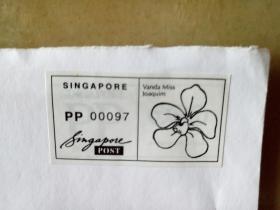 SINGAPORE
PP 00097
Singapore
POST
Vanda Miss
Joaquim